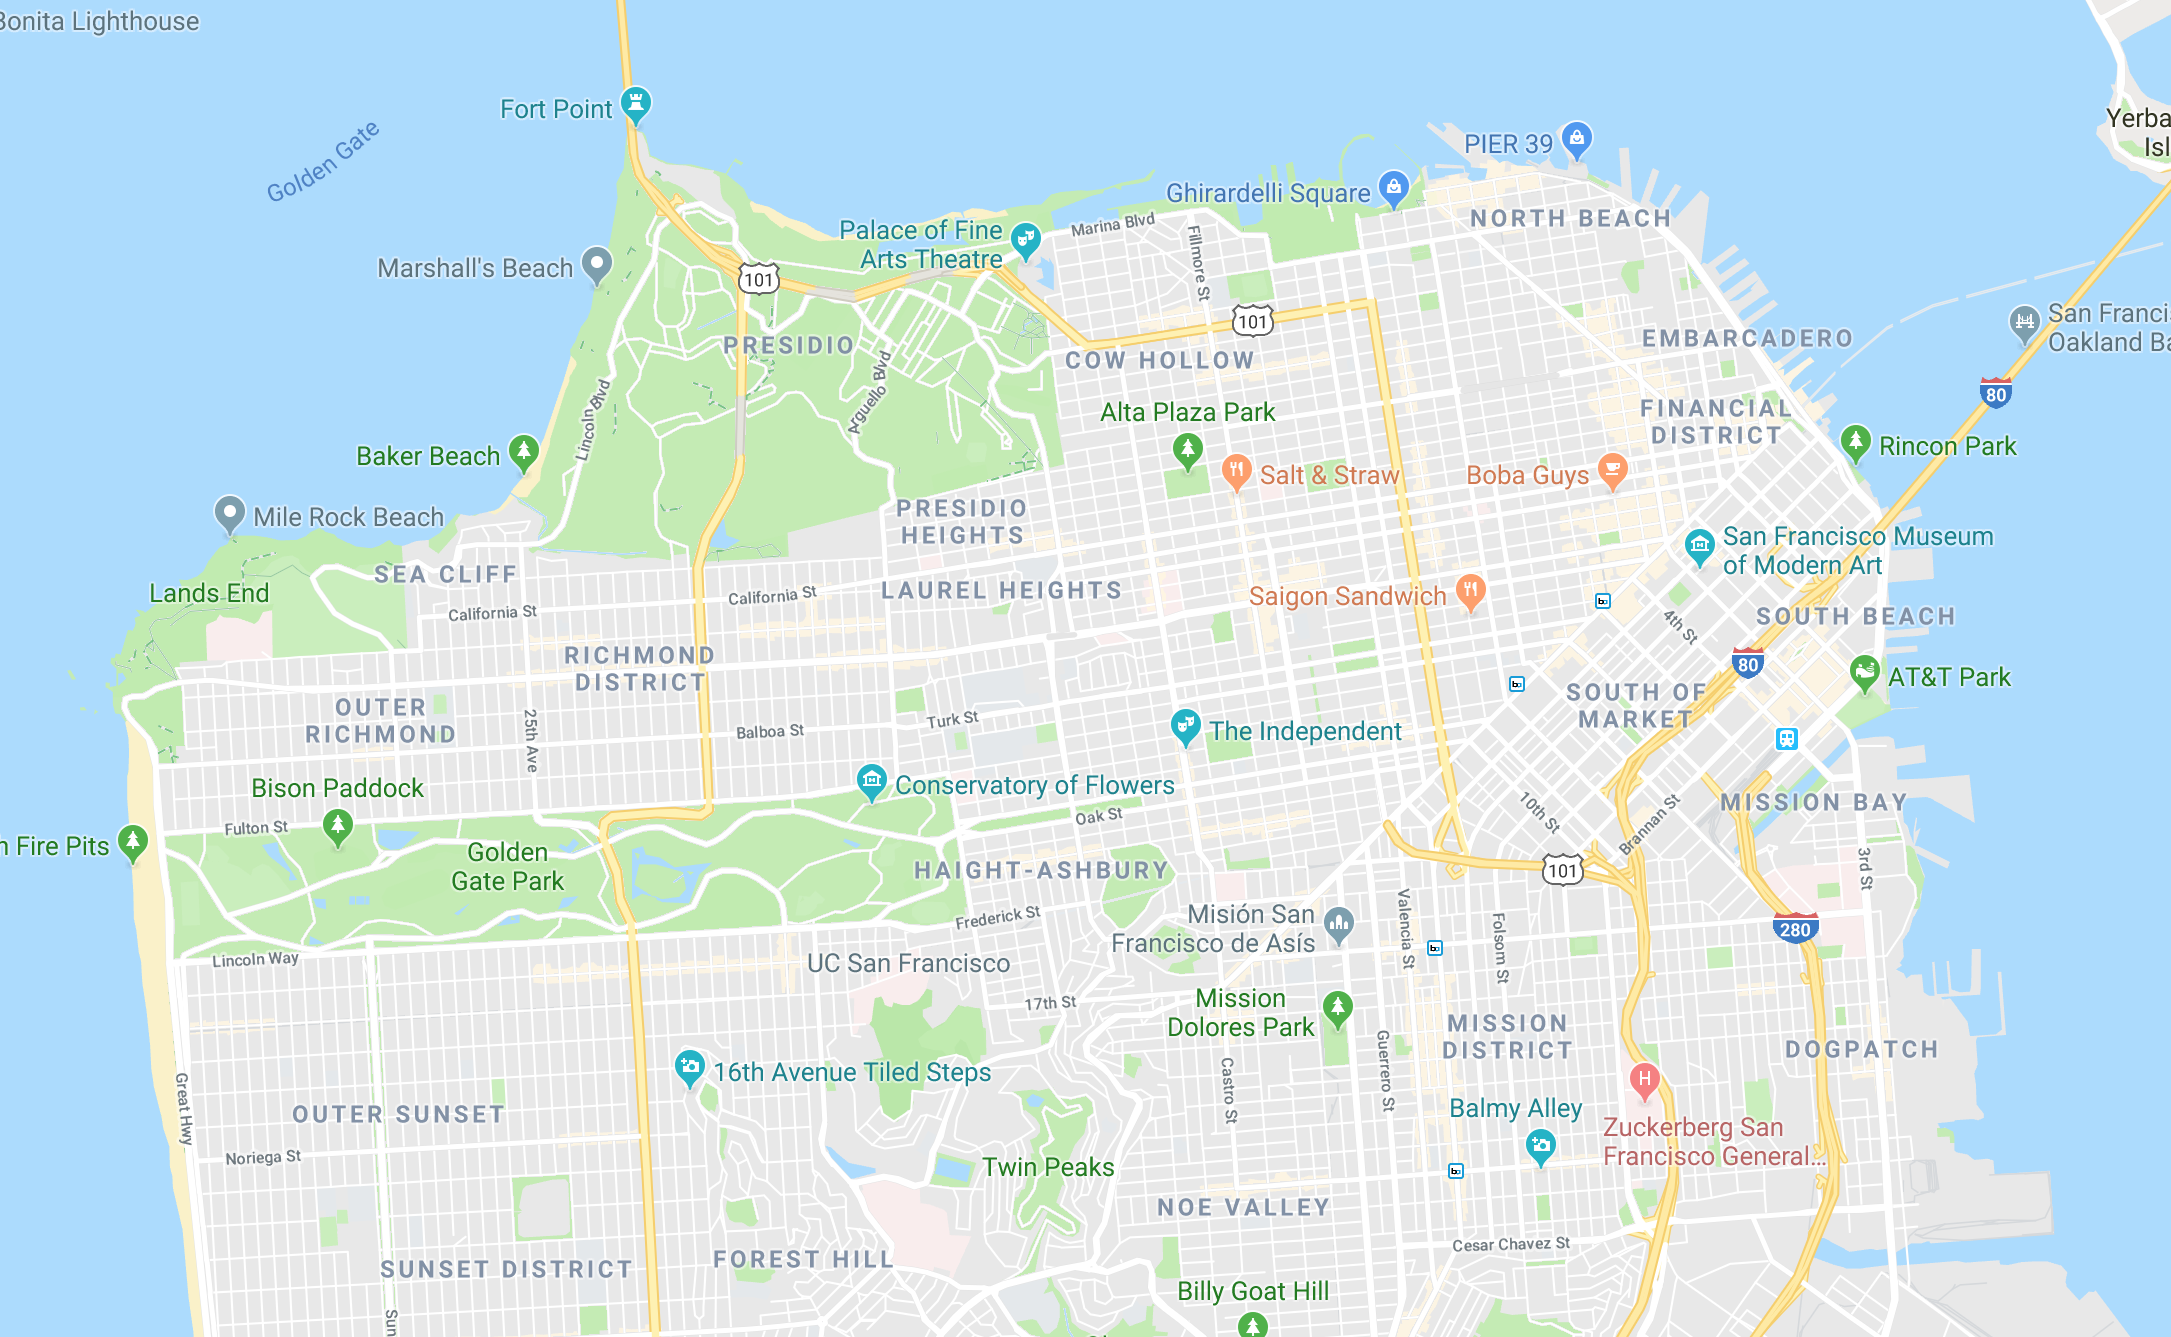 Bonita Lighthouse
Fort Point
Golden Gate
PIER 39
Yerba
Isl
Ghirardelli Square
NORTH BEACH
Marina Blvd
Palace of Fine
Arts Theatre
Fillmore St
Marshall's Beach
101
101
San Francis
Oakland Ba
PRESIDIO
EMBARCADERO
COW HOLLOW
Arguello Blvd
Lincoln Blvd
80
Alta Plaza Park
FINANCIAL
DISTRICT
Baker Beach
Rincon Park
Salt & Straw
Boba Guys
PRESIDIO
HEIGHTS
Mile Rock Beach
San Francisco Museum
of Modern Art
SEA CLIFF
Lands End
LAUREL HEIGHTS
California St
California St
Saigon Sandwich
SOUTH BEACH
4th St
RICHMOND
DISTRICT
80
AT&T Park
SOUTH OF
MARKET
OUTER
RICHMOND
25th Ave
Balboa St
Turk St
The Independent
Bison Paddock
Conservatory of Flowers
MISSION BAY
10th St
Brannan St
Fulton St
Oak St
n Fire Pits
Golden
Gate Park
HAIGHT-ASHBURY
101
3rd St
Frederick St
Misión San
Francisco de Asís
Valencia St
Folsom St
280
Lincoln Way
UC San Francisco
17th St
Mission
Dolores Park
MISSION
DISTRICT
DOGPATCH
Guerrero St
Castro St
16th Avenue Tiled Steps
H
Great Hwy
OUTER SUNSET
Balmy Alley
Zuckerberg San
Francisco General...
Noriega St
Twin Peaks
NOE VALLEY
Cesar Chavez St
SUNSET DISTRICT
FOREST HILL
Billy Goat Hill
Sun